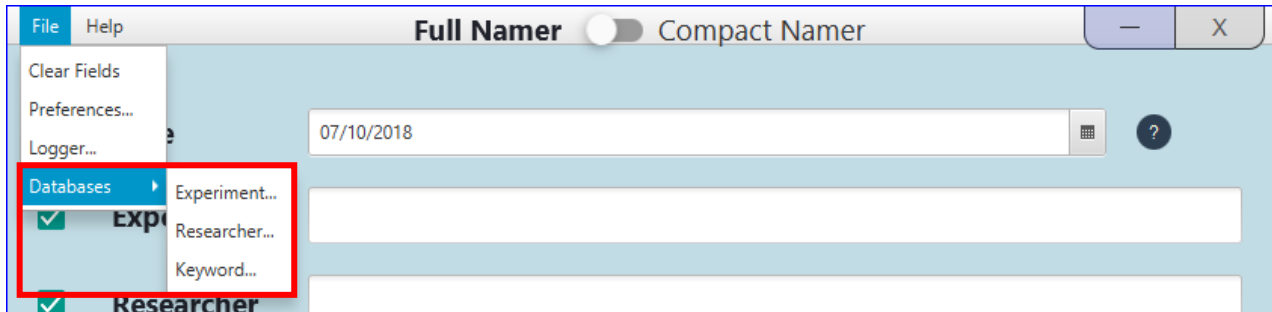 File Help Full Namer Compact Namer — X
Clear Fields
Preferences...
Logger...
07/10/2018 ?
Databases
Experiment...
Researcher...
Keyword...
Researcher